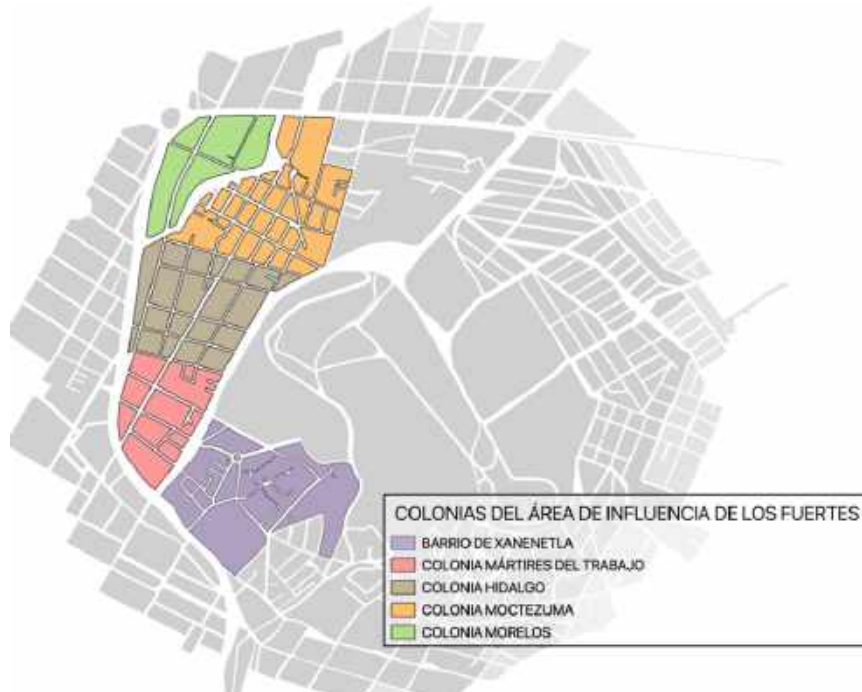 COLONIAS DEL ÁREA DE INFLUENCIA DE LOS FUERTES
BARRIO DE XANENETLA
COLONIA MÁRTIRES DEL TRABAJO
COLONIA HIDALGO
COLONIA MOCTEZUMA
COLONIA MORELOS